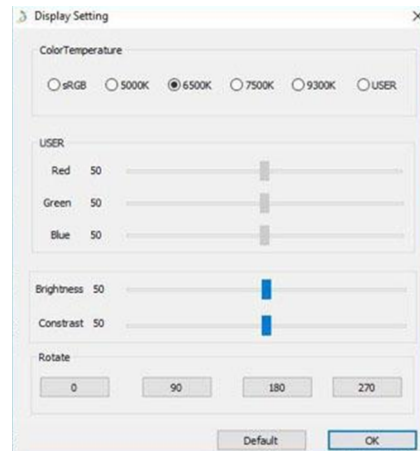 Display Setting
ColorTemperature
sRGB 5000K 6500K 7500K 9300K USER
USER
Red 50
Green 50
Blue 50
Brightness 50
Constrast 50
Rotate
0 90 180 270
Default OK